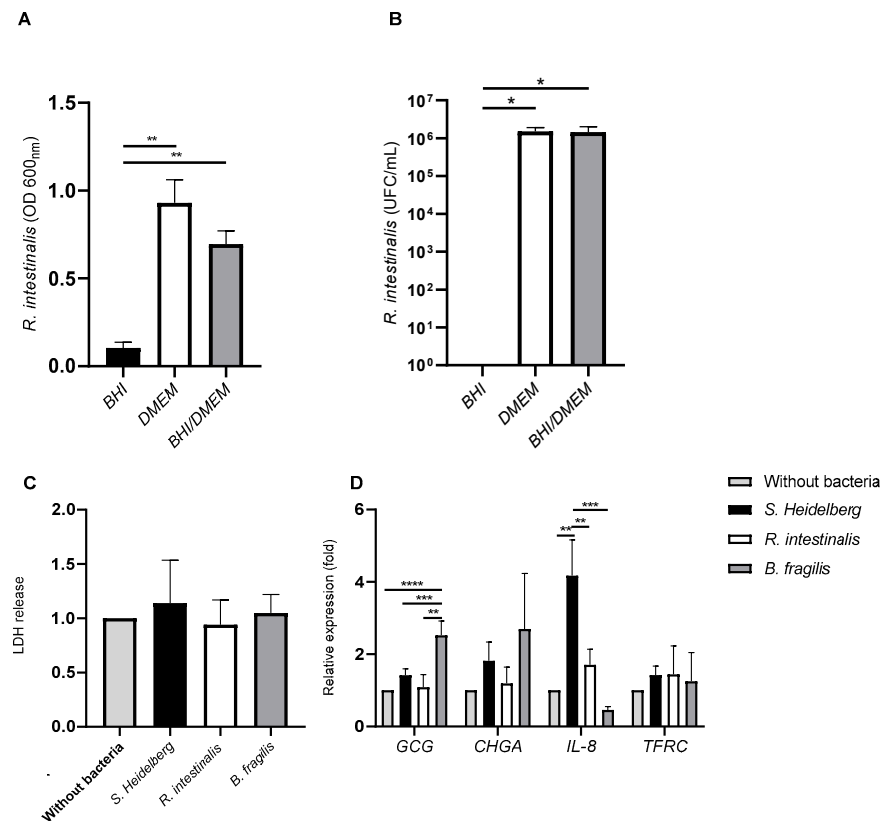 A
B
R. intestinalis (OD 600nm)
1.5
1.0
0.5
0.0
**
**
BHI
DMEM
BHI/DMEM
R. intestinalis (UFC/mL)
10⁷
10⁶
10⁵
10⁴
10³
10²
10¹
10⁰
*
*
BHI
DMEM
BHI/DMEM
C
D
LDH release
2.0
1.5
1.0
0.5
0.0
Without bacteria
S. Heidelberg
R. intestinalis
B. fragilis
Relative expression (fold)
6
4
2
0
****
***
**
***
**
**
GCG
CHGA
IL-8
TFRC
Without bacteria
S. Heidelberg
R. intestinalis
B. fragilis